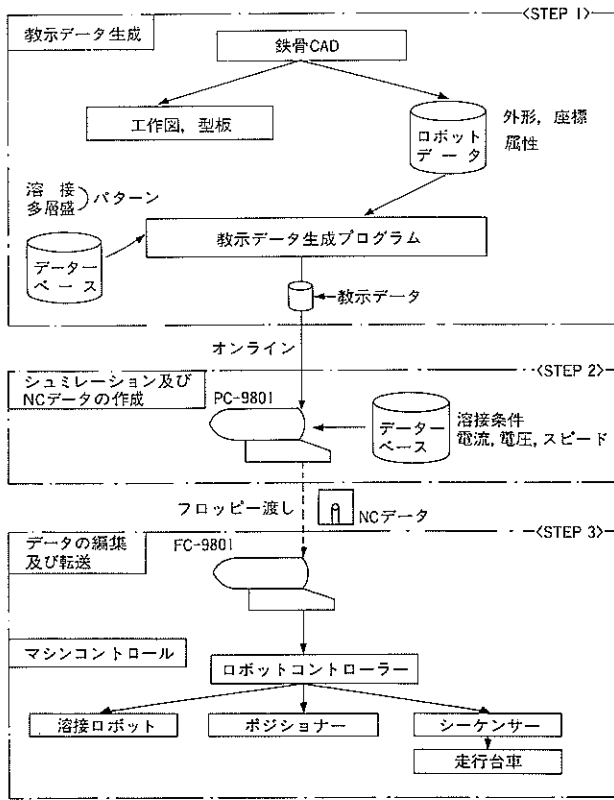 <STEP 1>
教示データ生成
鉄骨CAD
工作図, 型板
ロボット
データ
外形, 座標
属性
溶接
多層盛
パターン
データー
ベース
教示データ生成プログラム
教示データ
オンライン
<STEP 2>
シュミレーション及び
NCデータの作成
PC-9801
データー
ベース
溶接条件
電流, 電圧, スピード
フロッピー渡し
NCデータ
<STEP 3>
データの編集
及び転送
FC-9801
マシンコントロール
ロボットコントローラー
溶接ロボット
ポジショナー
シーケンサー
走行台車